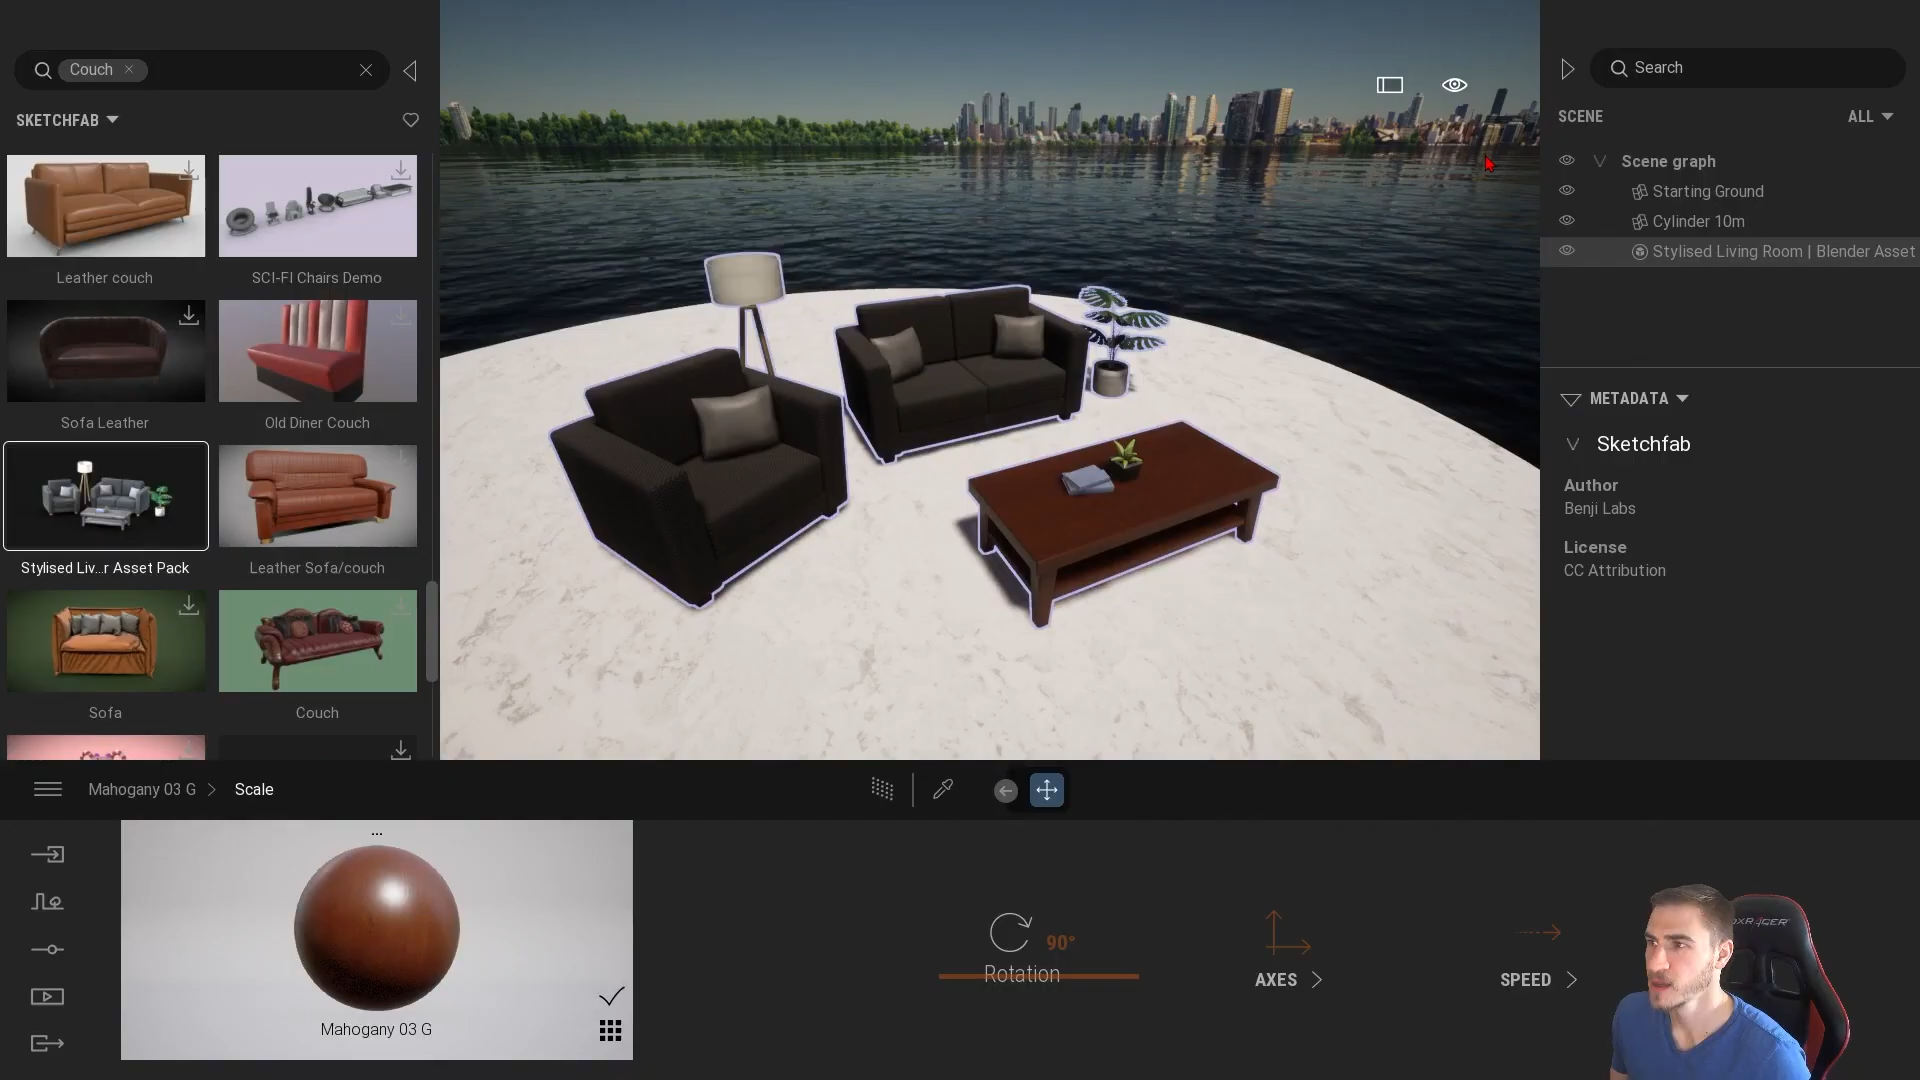 Couch
SKETCHFAB
Leather couch
SCI-FI Chairs Demo
Sofa Leather
Old Diner Couch
Stylised Liv...r Asset Pack
Leather Sofa/couch
Sofa
Couch
Search
SCENE
ALL
Scene graph
Starting Ground
Cylinder 10m
Stylised Living Room | Blender Asset
METADATA
Sketchfab
Author
Benji Labs
License
CC Attribution
Mahogany 03 G
Scale
...
Mahogany 03 G
90°
Rotation
AXES
SPEED